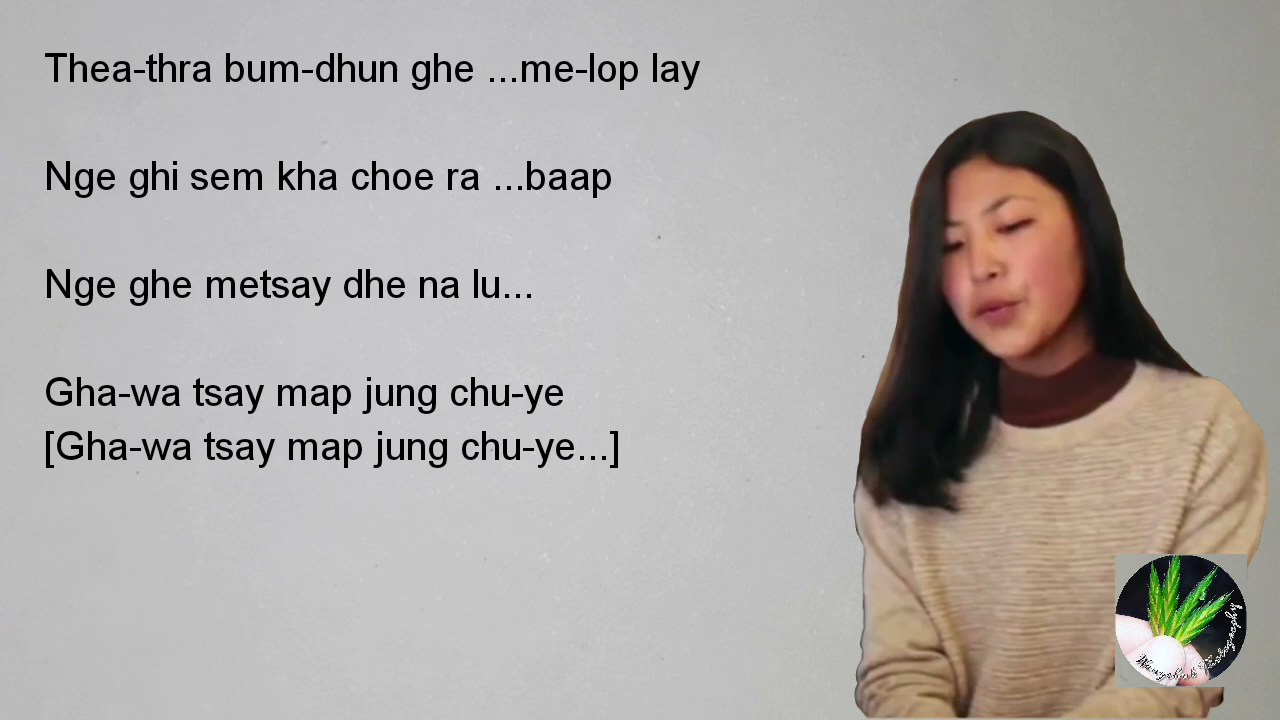 Thea-thra bum-dhun ghe ...me-lop lay
Nge ghi sem kha choe ra ...baap
Nge ghe metsay dhe na lu...
Gha-wa tsay map jung chu-ye
[Gha-wa tsay map jung chu-ye...]